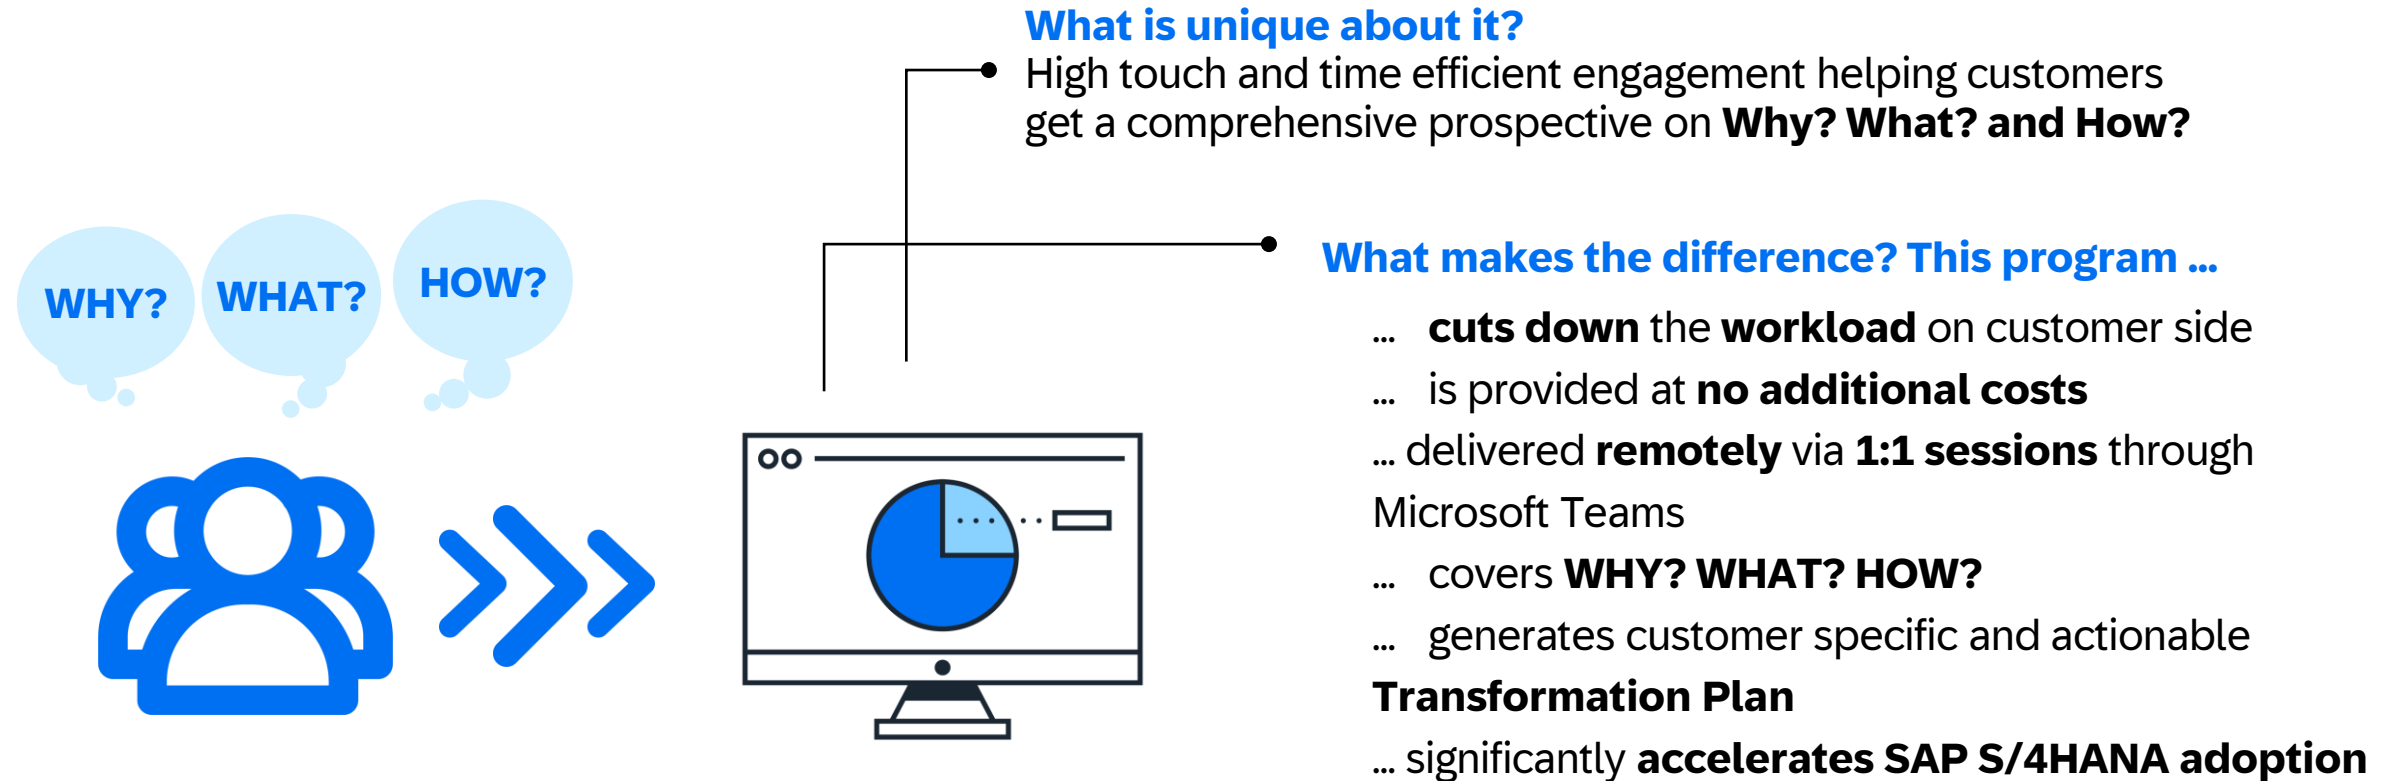 What is unique about it?
High touch and time efficient engagement helping customers
get a comprehensive prospective on Why? What? and How?
WHY?
WHAT?
HOW?
What makes the difference? This program ...
... cuts down the workload on customer side
... is provided at no additional costs
... delivered remotely via 1:1 sessions through
Microsoft Teams
... covers WHY? WHAT? HOW?
... generates customer specific and actionable
Transformation Plan
... significantly accelerates SAP S/4HANA adoption